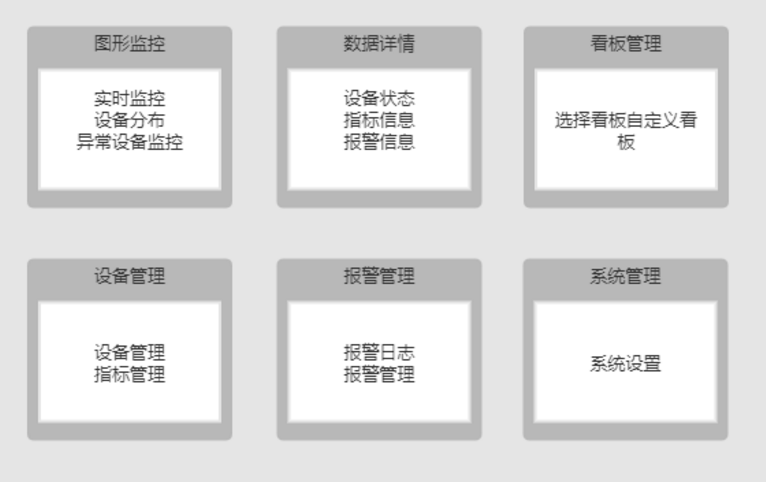 图形监控
实时监控
设备分布
异常设备监控
数据详情
设备状态
指标信息
报警信息
看板管理
选择看板自定义看
板
设备管理
设备管理
指标管理
报警管理
报警日志
报警管理
系统管理
系统设置